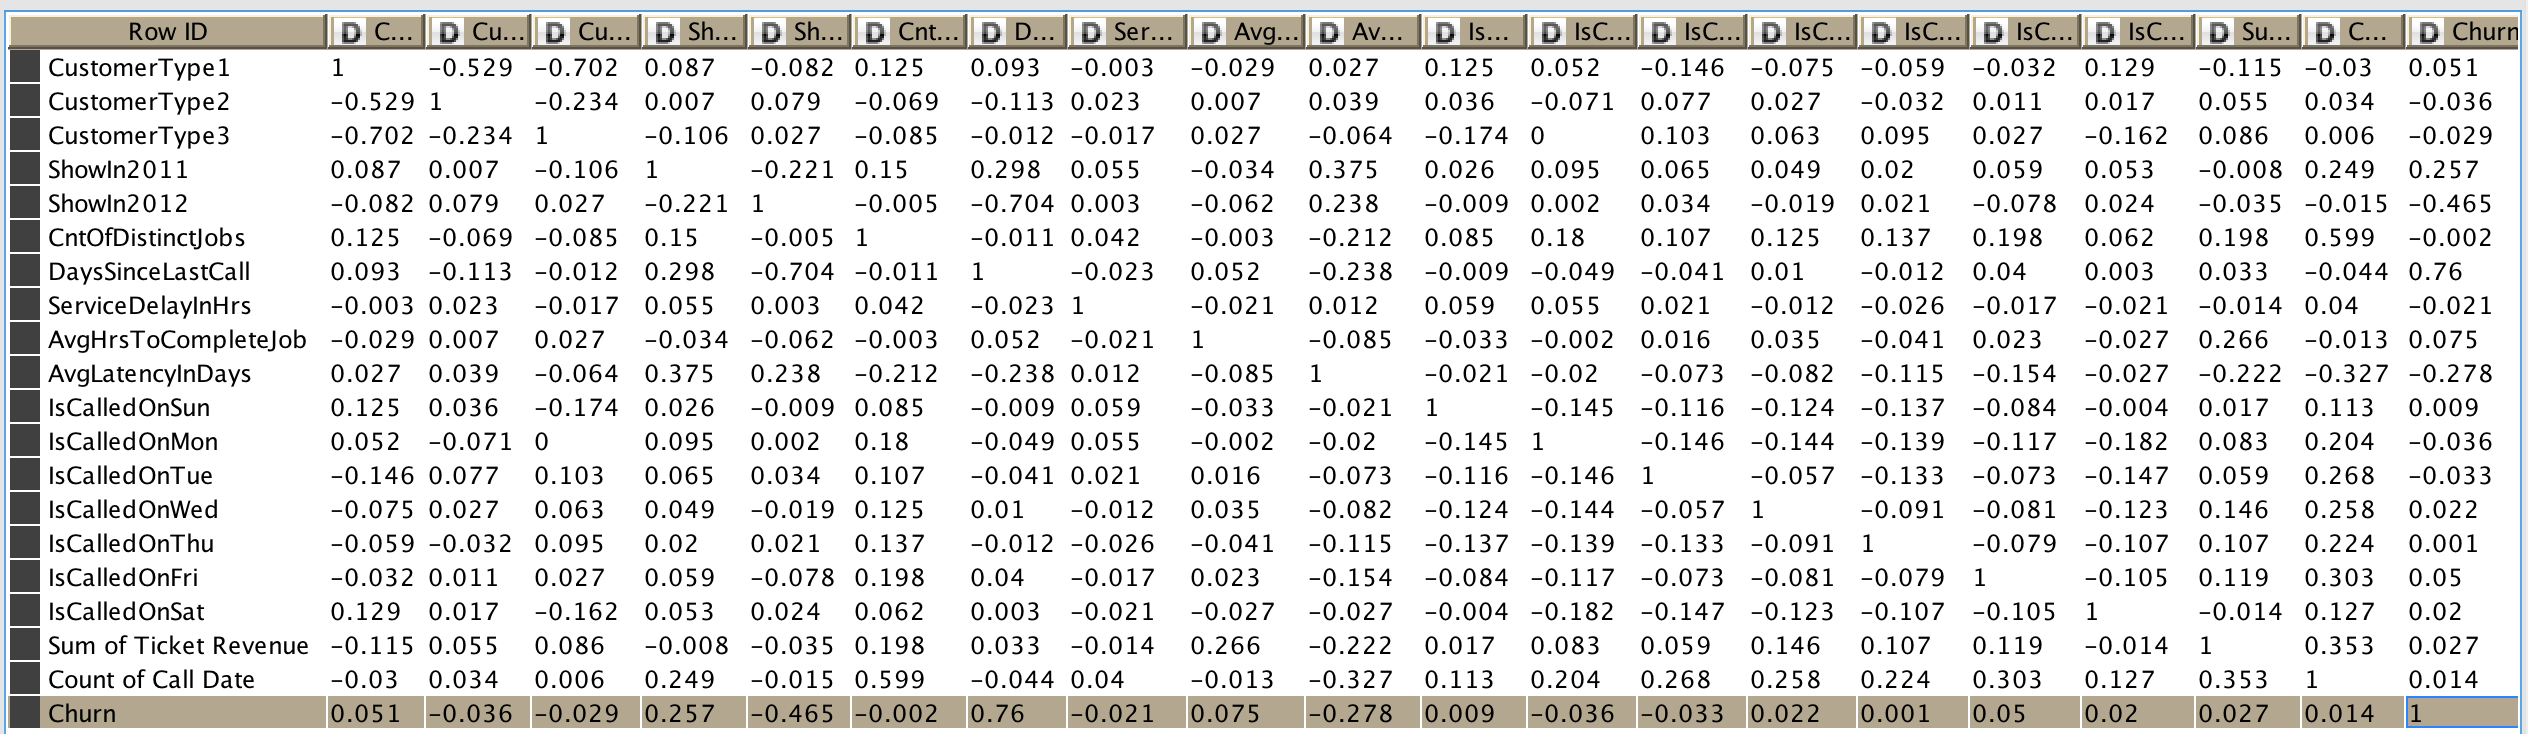 Row ID D C... D Cu... D Cu... D Sh... D Sh... D Cnt... D D... D Ser... D Avg... D Av... D Is... D IsC... D IsC... D IsC... D IsC... D IsC... D IsC... D Su... D C... D Churn
CustomerType1 1 -0.529 -0.702 0.087 -0.082 0.125 0.093 -0.003 -0.029 0.027 0.125 0.052 -0.146 -0.075 -0.059 -0.032 0.129 -0.115 -0.03 0.051
CustomerType2 -0.529 1 -0.234 0.007 0.079 -0.069 -0.113 0.023 0.007 0.039 0.036 -0.071 0.077 0.027 -0.032 0.011 0.017 0.055 0.034 -0.036
CustomerType3 -0.702 -0.234 1 -0.106 0.027 -0.085 -0.012 -0.017 0.027 -0.064 -0.174 0 0.103 0.063 0.095 0.027 -0.162 0.086 0.006 -0.029
ShowIn2011 0.087 0.007 -0.106 1 -0.221 0.15 0.298 0.055 -0.034 0.375 0.026 0.095 0.065 0.049 0.02 0.059 0.053 -0.008 0.249 0.257
ShowIn2012 -0.082 0.079 0.027 -0.221 1 -0.005 -0.704 0.003 -0.062 0.238 -0.009 0.002 0.034 -0.019 0.021 -0.078 0.024 -0.035 -0.015 -0.465
CntOfDistinctJobs 0.125 -0.069 -0.085 0.15 -0.005 1 -0.011 0.042 -0.003 -0.212 0.085 0.18 0.107 0.125 0.137 0.198 0.062 0.198 0.599 -0.002
DaysSinceLastCall 0.093 -0.113 -0.012 0.298 -0.704 -0.011 1 -0.023 0.052 -0.238 -0.009 -0.049 -0.041 0.01 -0.012 0.04 0.003 0.033 -0.044 0.76
ServiceDelayInHrs -0.003 0.023 -0.017 0.055 0.003 0.042 -0.023 1 -0.021 0.012 0.059 0.055 0.021 -0.012 -0.026 -0.017 -0.021 -0.014 0.04 -0.021
AvgHrsToCompleteJob -0.029 0.007 0.027 -0.034 -0.062 -0.003 0.052 -0.021 1 -0.085 -0.033 -0.002 0.016 0.035 -0.041 0.023 -0.027 0.266 -0.013 0.075
AvgLatencyInDays 0.027 0.039 -0.064 0.375 0.238 -0.212 -0.238 0.012 -0.085 1 -0.021 -0.02 -0.073 -0.082 -0.115 -0.154 -0.027 -0.222 -0.327 -0.278
IsCalledOnSun 0.125 0.036 -0.174 0.026 -0.009 0.085 -0.009 0.059 -0.033 -0.021 1 -0.145 -0.116 -0.124 -0.137 -0.084 -0.004 0.017 0.113 0.009
IsCalledOnMon 0.052 -0.071 0 0.095 0.002 0.18 -0.049 0.055 -0.002 -0.02 -0.145 1 -0.146 -0.144 -0.139 -0.117 -0.182 0.083 0.204 -0.036
IsCalledOnTue -0.146 0.077 0.103 0.065 0.034 0.107 -0.041 0.021 0.016 -0.073 -0.116 -0.146 1 -0.057 -0.133 -0.073 -0.147 0.059 0.268 -0.033
IsCalledOnWed -0.075 0.027 0.063 0.049 -0.019 0.125 0.01 -0.012 0.035 -0.082 -0.124 -0.144 -0.057 1 -0.091 -0.081 -0.123 0.146 0.258 0.022
IsCalledOnThu -0.059 -0.032 0.095 0.02 0.021 0.137 -0.012 -0.026 -0.041 -0.115 -0.137 -0.139 -0.133 -0.091 1 -0.079 -0.107 0.107 0.224 0.001
IsCalledOnFri -0.032 0.011 0.027 0.059 -0.078 0.198 0.04 -0.017 0.023 -0.154 -0.084 -0.117 -0.073 -0.081 -0.079 1 -0.105 0.119 0.303 0.05
IsCalledOnSat 0.129 0.017 -0.162 0.053 0.024 0.062 0.003 -0.021 -0.027 -0.027 -0.004 -0.182 -0.147 -0.123 -0.107 -0.105 1 -0.014 0.127 0.02
Sum of Ticket Revenue -0.115 0.055 0.086 -0.008 -0.035 0.198 0.033 -0.014 0.266 -0.222 0.017 0.083 0.059 0.146 0.107 0.119 -0.014 1 0.353 0.027
Count of Call Date -0.03 0.034 0.006 0.249 -0.015 0.599 -0.044 0.04 -0.013 -0.327 0.113 0.204 0.268 0.258 0.224 0.303 0.127 0.353 1 0.014
Churn 0.051 -0.036 -0.029 0.257 -0.465 -0.002 0.76 -0.021 0.075 -0.278 0.009 -0.036 -0.033 0.022 0.001 0.05 0.02 0.027 0.014 1